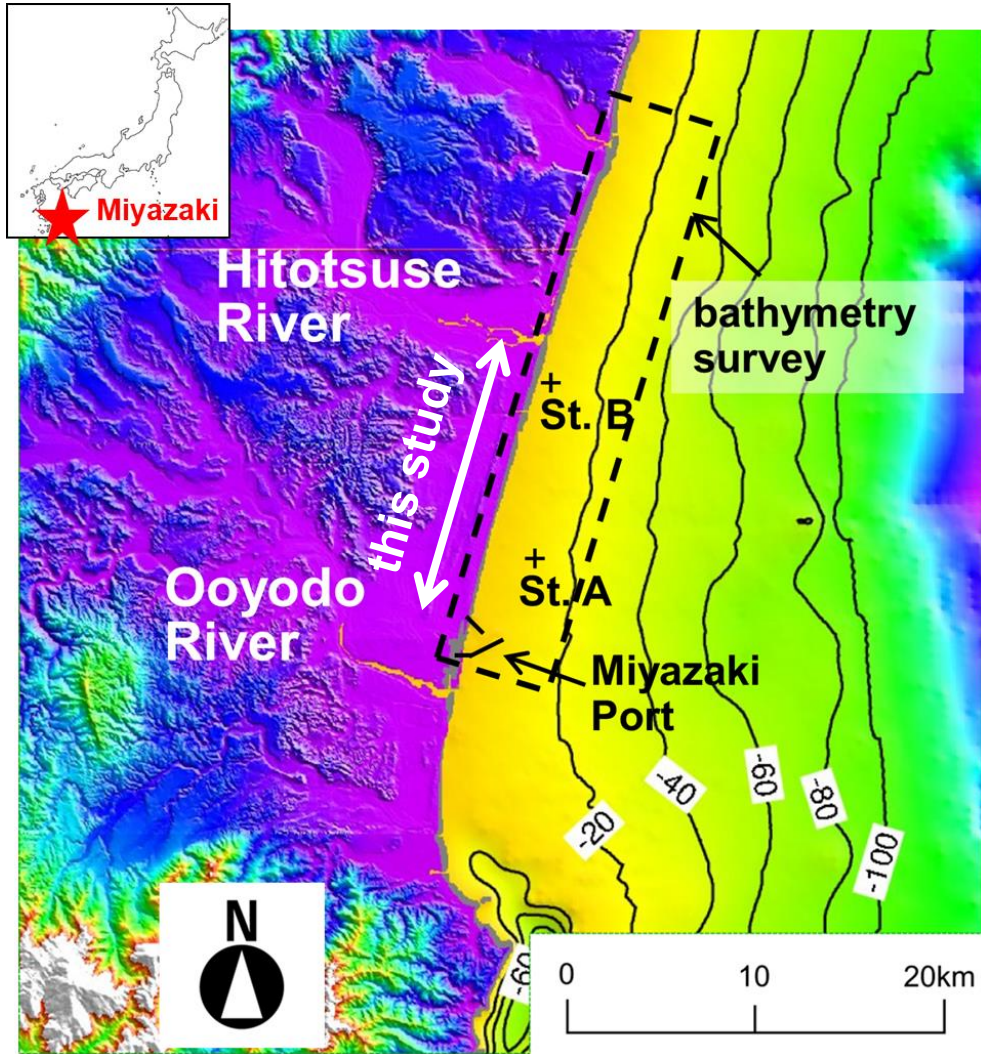 Miyazaki
Hitotsuse
River
bathymetry
survey
this study
St. B
St. A
Ooyodo
River
Miyazaki
Port
-20
-40
-60
-80
-100
-60
N
0 10 20km